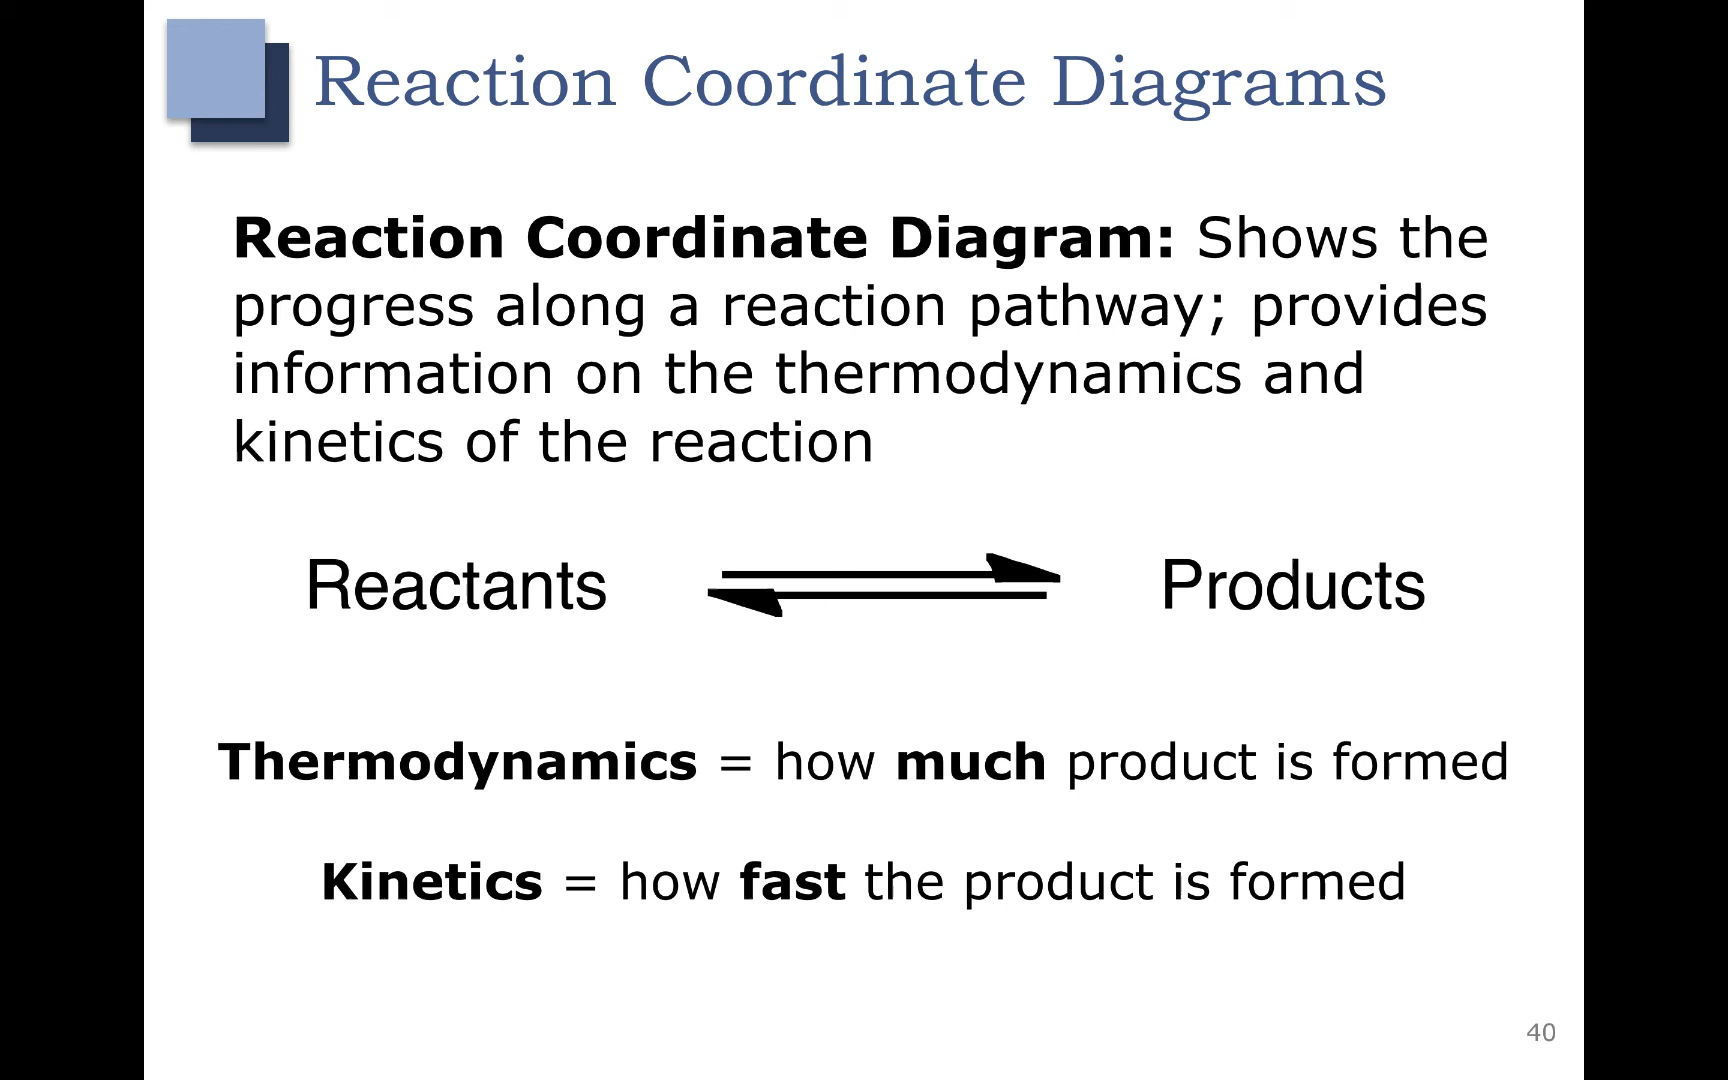 Reaction Coordinate Diagrams
Reaction Coordinate Diagram: Shows the
progress along a reaction pathway; provides
information on the thermodynamics and
kinetics of the reaction
Reactants Products
Thermodynamics = how much product is formed
Kinetics = how fast the product is formed
40